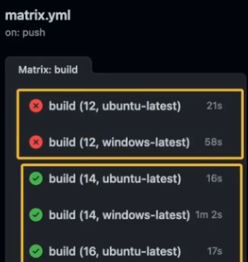 matrix.yml
on: push
Matrix: build
build (12, ubuntu-latest) 21s
build (12, windows-latest) 58s
build (14, ubuntu-latest) 16s
build (14, windows-latest) 1m 2s
build (16, ubuntu-latest) 17s